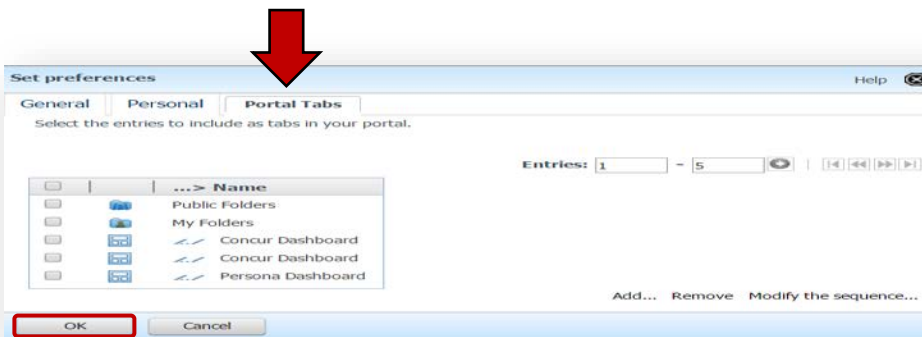 Set preferences Help
General Personal Portal Tabs
Select the entries to include as tabs in your portal.
Entries: 1 - 5
...> Name
Public Folders
My Folders
Concur Dashboard
Concur Dashboard
Persona Dashboard
Add... Remove Modify the sequence...
OK Cancel